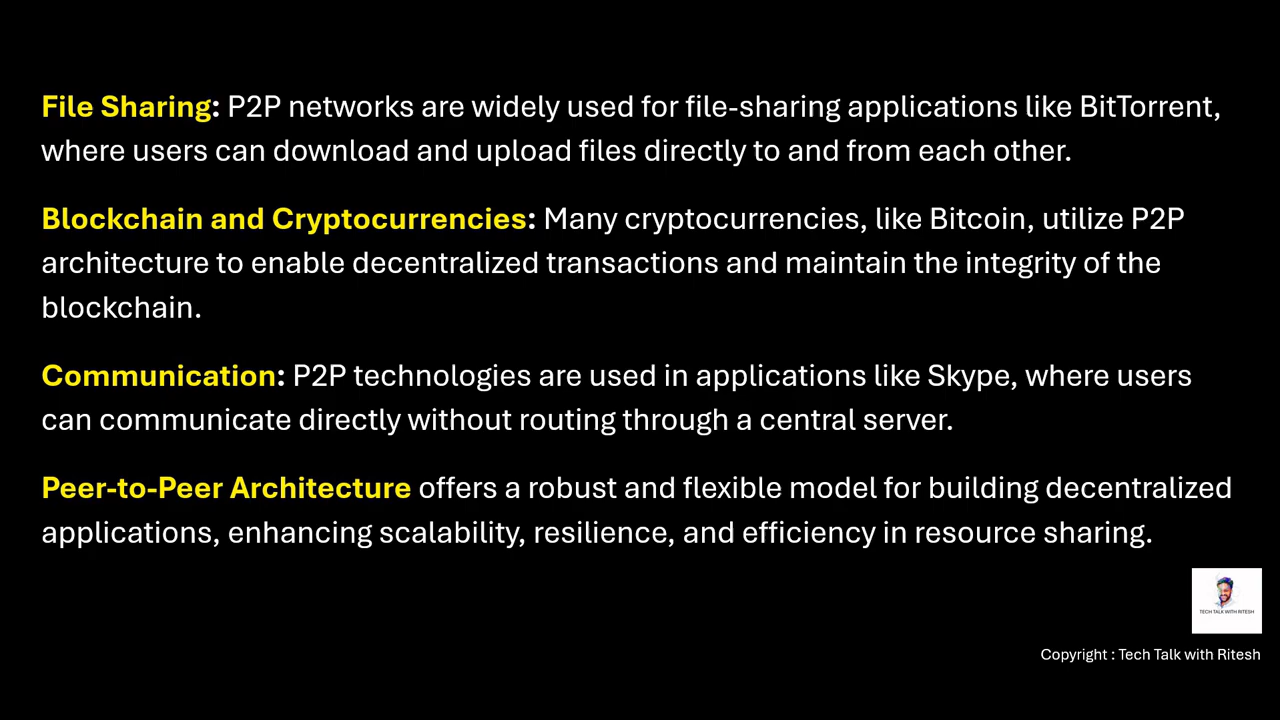 File Sharing: P2P networks are widely used for file-sharing applications like BitTorrent,
where users can download and upload files directly to and from each other.
Blockchain and Cryptocurrencies: Many cryptocurrencies, like Bitcoin, utilize P2P
architecture to enable decentralized transactions and maintain the integrity of the
blockchain.
Communication: P2P technologies are used in applications like Skype, where users
can communicate directly without routing through a central server.
Peer-to-Peer Architecture offers a robust and flexible model for building decentralized
applications, enhancing scalability, resilience, and efficiency in resource sharing.
TECH TALK WITH RITESH
Copyright : Tech Talk with Ritesh